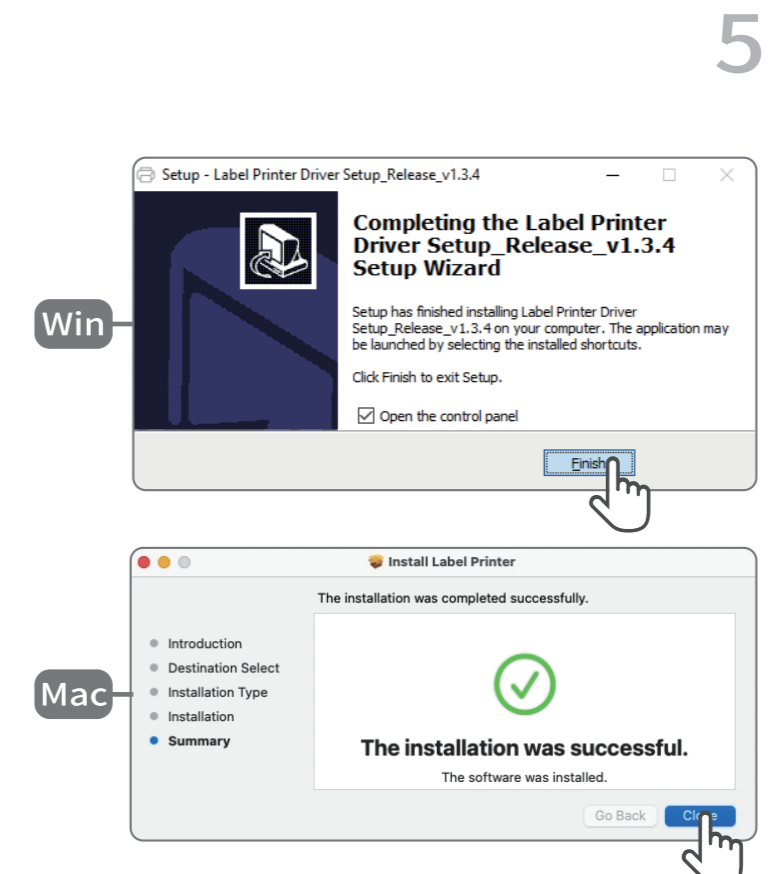 5
Setup - Label Printer Driver Setup_Release_v1.3.4
Completing the Label Printer
Driver Setup_Release_v1.3.4
Setup Wizard
Win
Setup has finished installing Label Printer Driver
Setup_Release_v1.3.4 on your computer. The application may
be launched by selecting the installed shortcuts.
Click Finish to exit Setup.
Open the control panel
Finish
Install Label Printer
The installation was completed successfully.
Introduction
Destination Select
Mac
Installation Type
Installation
Summary
The installation was successful.
The software was installed.
Go Back
Close